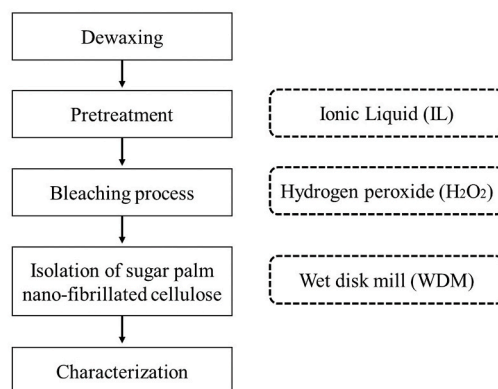 Dewaxing
Pretreatment
Ionic Liquid (IL)
Bleaching process
Hydrogen peroxide (H2O2)
Isolation of sugar palm
nano-fibrillated cellulose
Wet disk mill (WDM)
Characterization